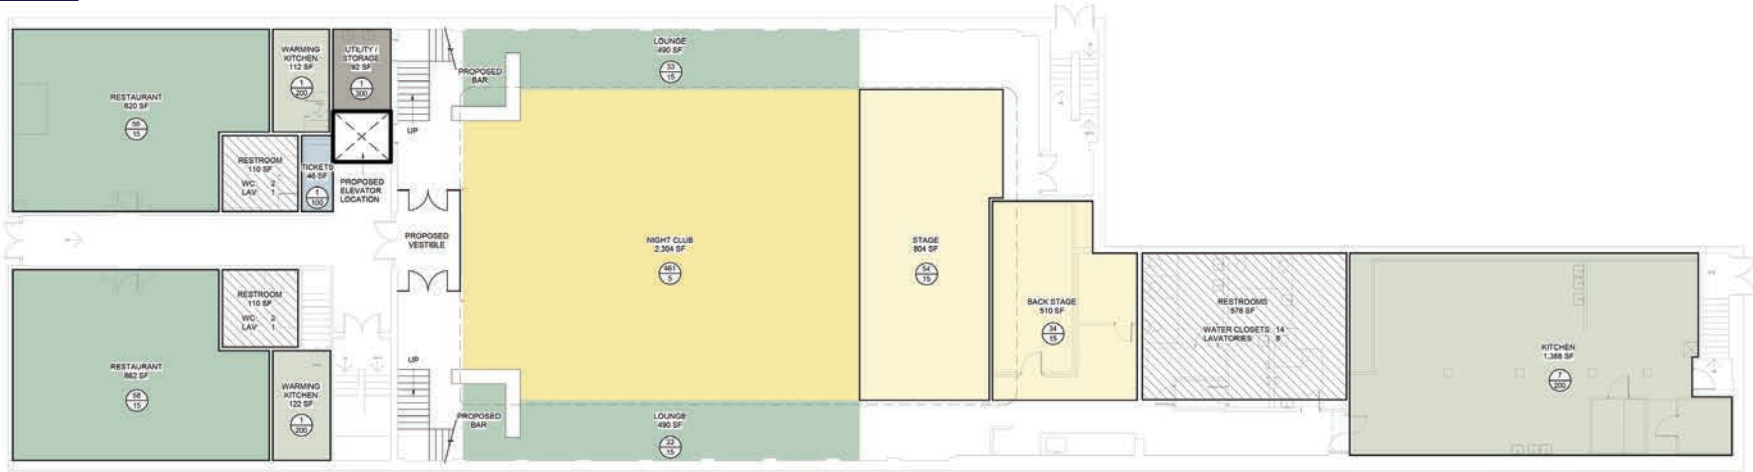 RESTAURANT
820 SF
55
15
WARMING
KITCHEN
112 SF
1
200
UTILITY /
STORAGE
92 SF
1
300
RESTROOM
110 SF
WC: 2
LAV: 1
TICKETS
46 SF
1
100
PROPOSED
ELEVATOR
LOCATION
UP
PROPOSED
BAR
LOUNGE
490 SF
33
15
PROPOSED
VESTIBLE
NIGHT CLUB
2,304 SF
461
5
STAGE
804 SF
54
15
BACK STAGE
510 SF
34
15
RESTROOMS
576 SF
WATER CLOSETS: 14
LAVATORIES: 8
KITCHEN
1,388 SF
7
200
RESTAURANT
862 SF
58
15
RESTROOM
110 SF
WC: 2
LAV: 1
WARMING
KITCHEN
122 SF
1
200
UP
PROPOSED
BAR
LOUNGE
490 SF
33
15